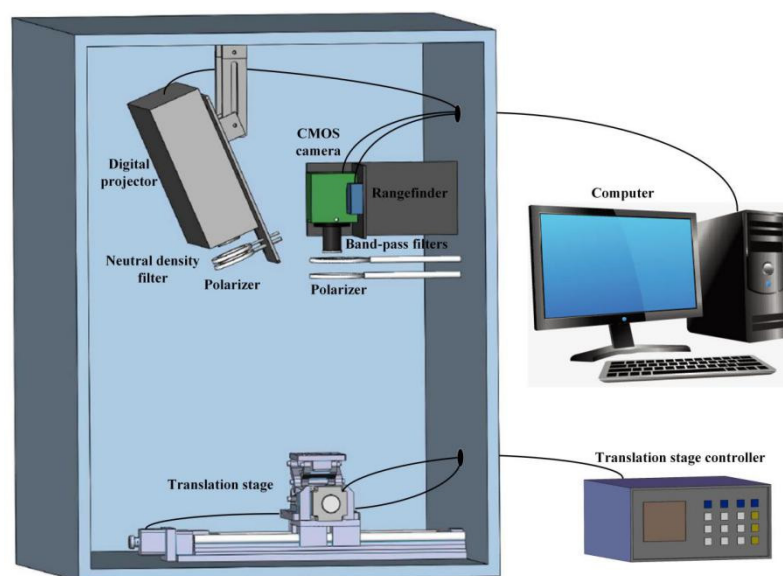 CMOS
camera
Digital
projector
Rangefinder
Computer
Band-pass filters
Neutral density
filter
Polarizer
Polarizer
Translation stage
Translation stage controller